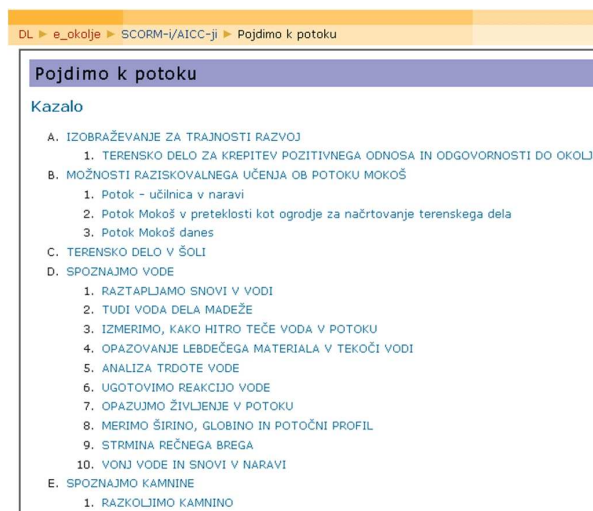 DL ► e_okolje ► SCORM-i/AICC-ji ► Pojdimo k potoku
Pojdimo k potoku
Kazalo
A. IZOBRAŽEVANJE ZA TRAJNOSTI RAZVOJ
1. TERENSKO DELO ZA KREPITEV POZITIVNEGA ODNOSA IN ODGOVORNOSTI DO OKOLJ
B. MOŽNOSTI RAZISKOVALNEGA UČENJA OB POTOKU MOKOŠ
1. Potok - učilnica v naravi
2. Potok Mokoš v preteklosti kot ogrodje za načrtovanje terenskega dela
3. Potok Mokoš danes
C. TERENSKO DELO V ŠOLI
D. SPOZNAJMO VODE
1. RAZTAPLJAMO SNOVI V VODI
2. TUDI VODA DELA MADEŽE
3. IZMERIMO, KAKO HITRO TEČE VODA V POTOKU
4. OPAZOVANJE LEBDEČEGA MATERIALA V TEKOČI VODI
5. ANALIZA TRDOTE VODE
6. UGOTOVIMO REAKCIJO VODE
7. OPAZUJMO ŽIVLJENJE V POTOKU
8. MERIMO ŠIRINO, GLOBINO IN POTOČNI PROFIL
9. STRMINA REČNEGA BREGA
10. VONJ VODE IN SNOVI V NARAVI
E. SPOZNAJMO KAMNINE
1. RAZKOLJIMO KAMNINO